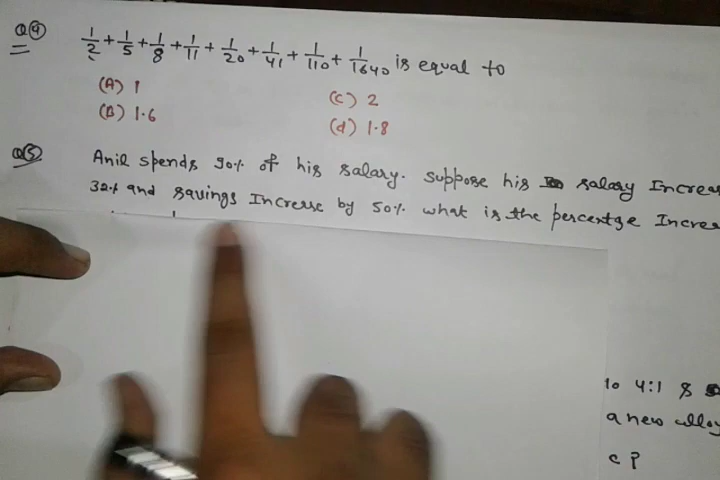 Q④ 1/2 + 1/5 + 1/8 + 1/11 + 1/20 + 1/41 + 1/110 + 1/1640 is equal to
(A) 1 (C) 2
(B) 1.6 (d) 1.8
Q⑤ Anil spends 90% of his salary. Suppose his salary Increa
32% and savings Increase by 50% what is the percentge Increa
to 4:1 &
a new alloy
C P